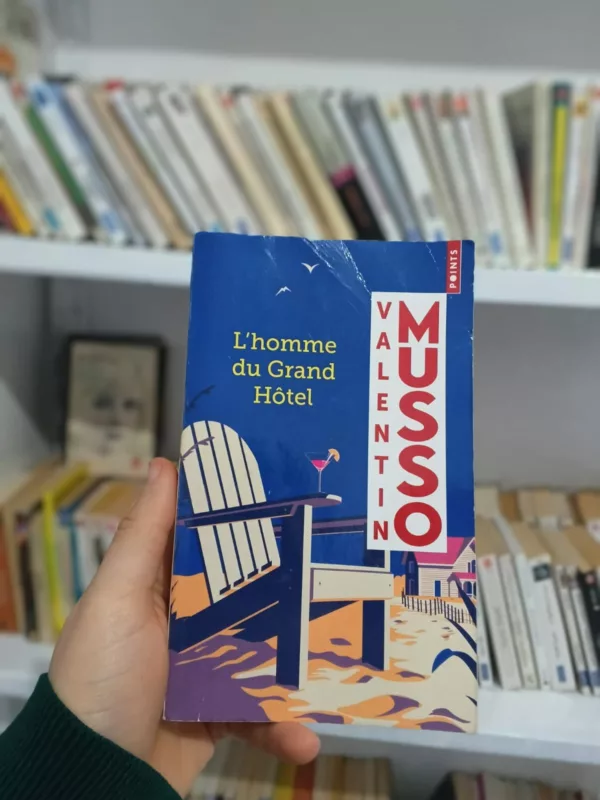 POINTS
VALENTIN
MUSSO
L'homme
du Grand
Hôtel